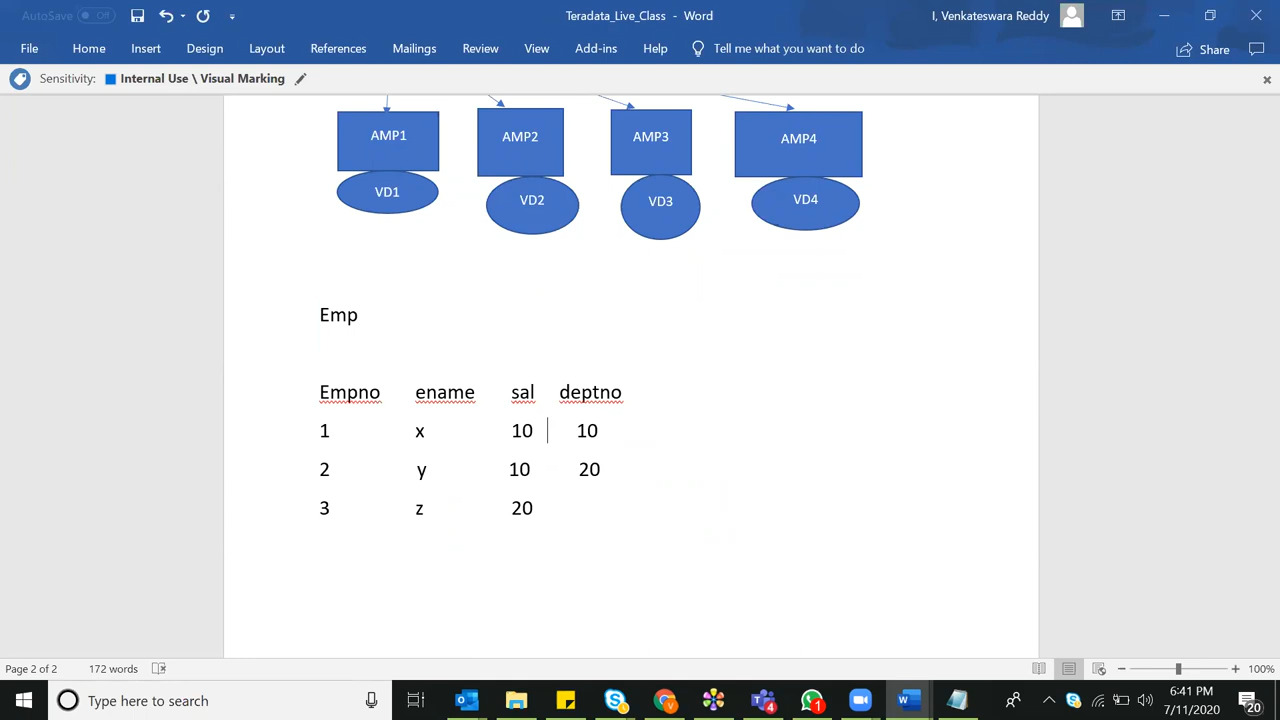 AutoSave Off Teradata_Live_Class - Word I, Venkateswara Reddy
File Home Insert Design Layout References Mailings Review View Add-ins Help Tell me what you want to do Share
Sensitivity: Internal Use \ Visual Marking
AMP1 AMP2 AMP3 AMP4
VD1 VD2 VD3 VD4
Emp
Empno ename sal deptno
1 x 10 10
2 y 10 20
3 z 20
Page 2 of 2 172 words 100%
Type here to search 1 4 6:41 PM
7/11/2020 20